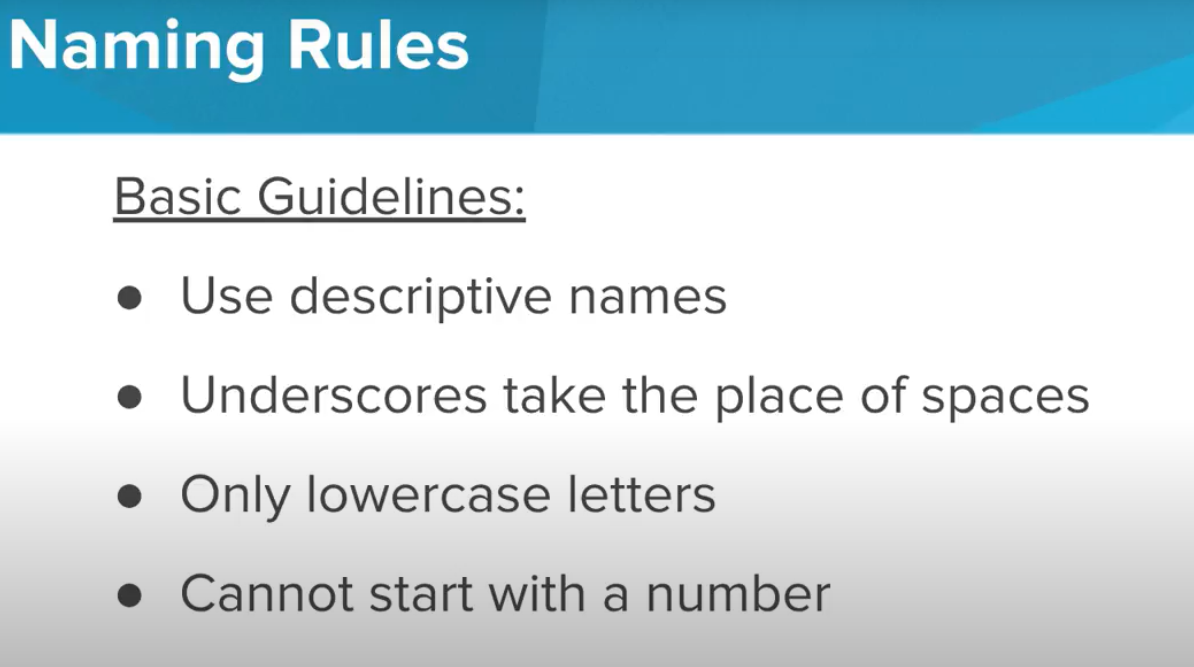 Naming Rules
Basic Guidelines:
● Use descriptive names
● Underscores take the place of spaces
● Only lowercase letters
● Cannot start with a number